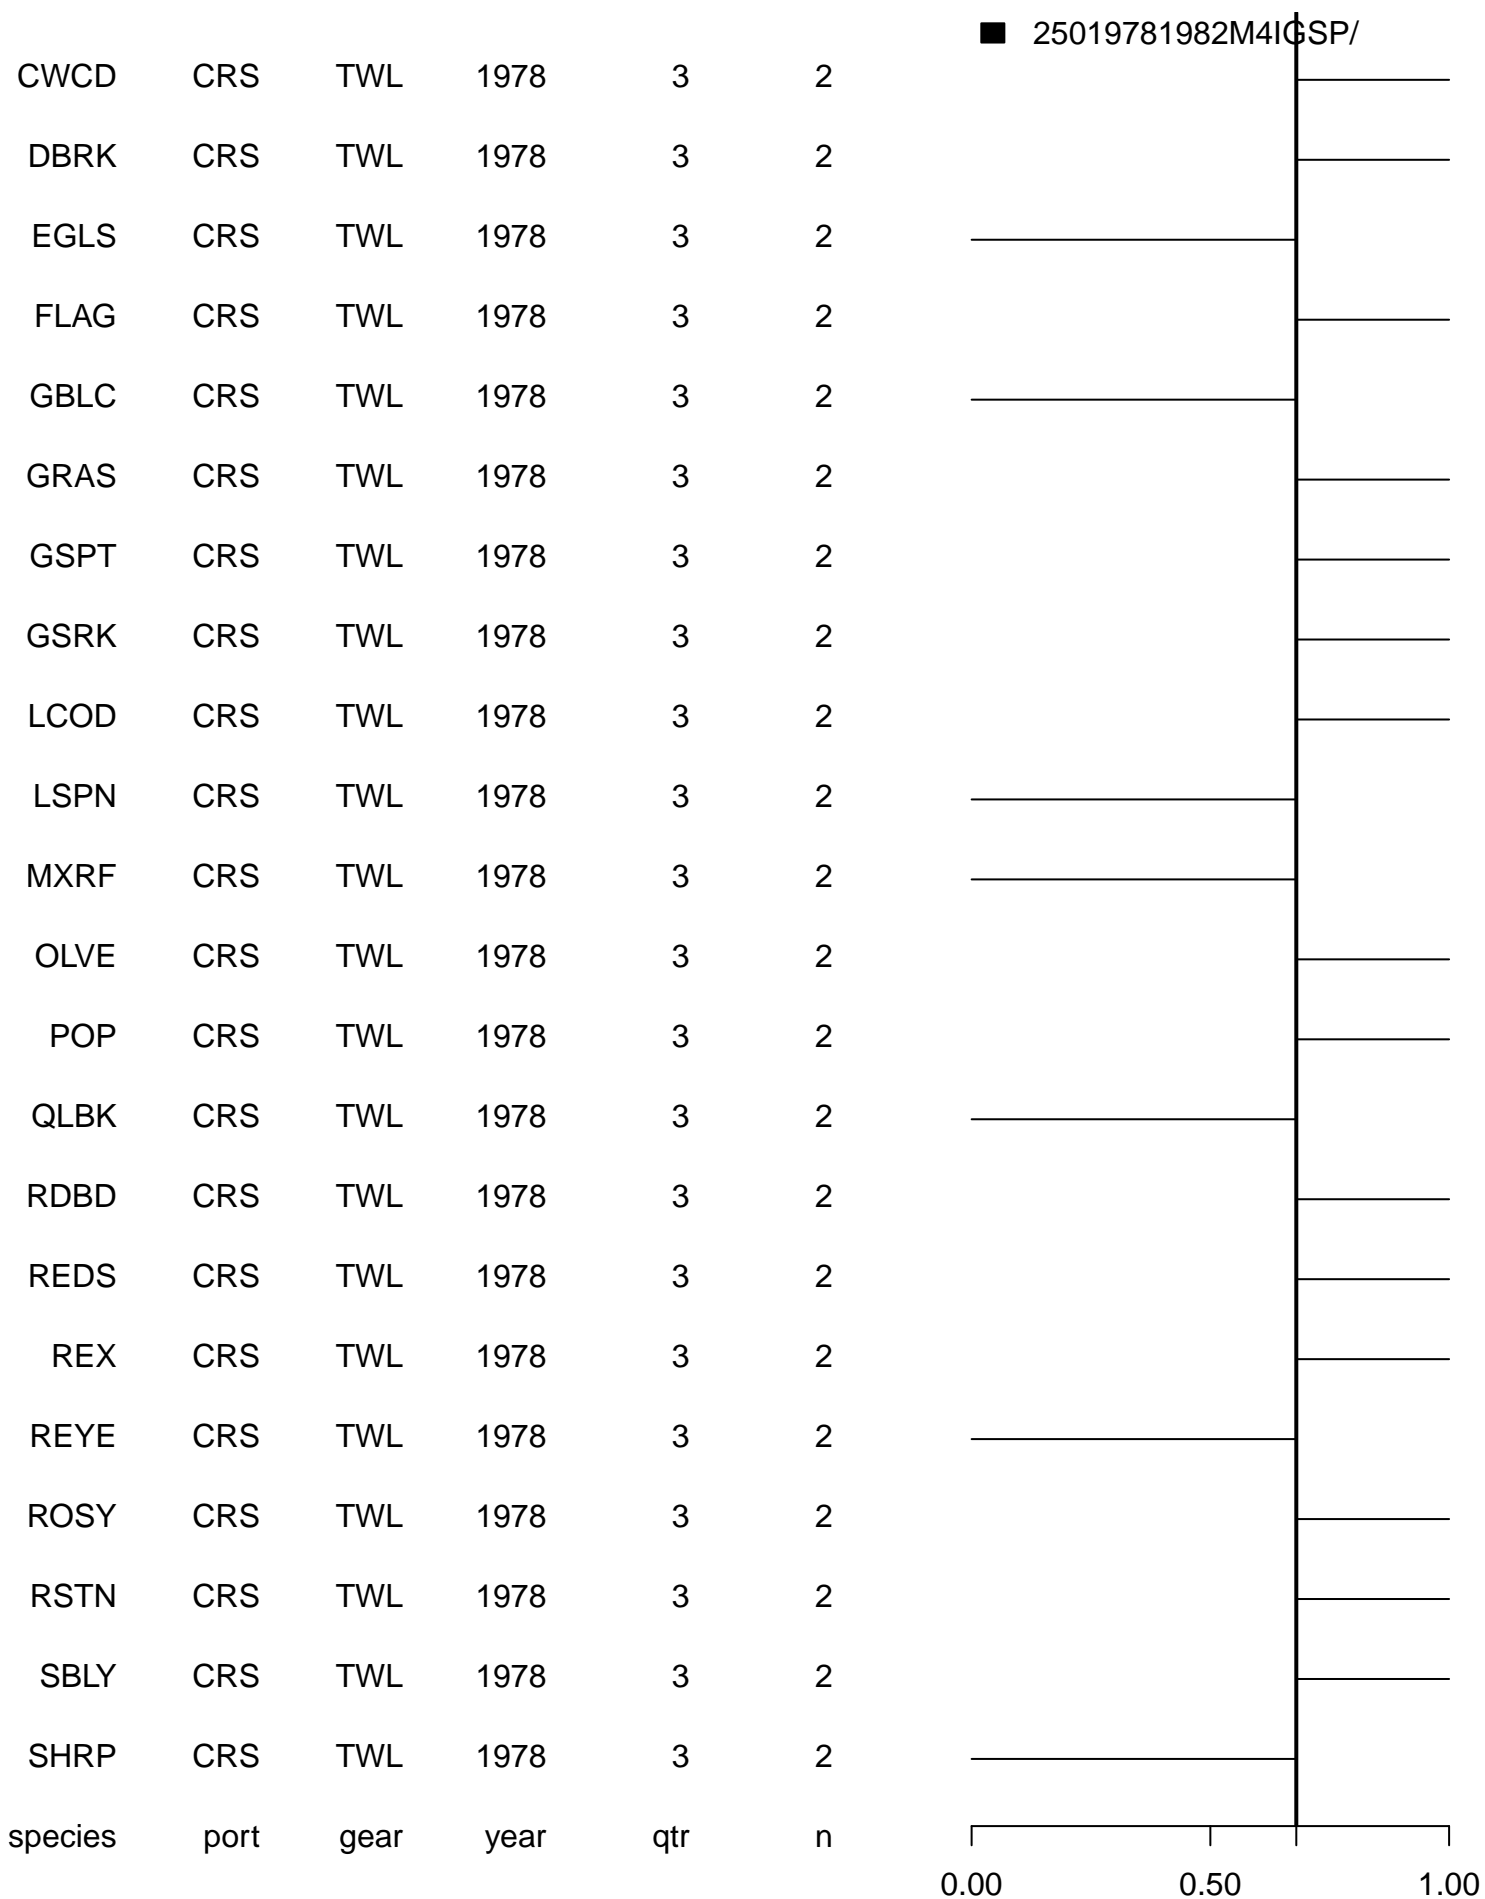 25019781982M4IGSP/
CWCD CRS TWL 1978 3 2
DBRK CRS TWL 1978 3 2
EGLS CRS TWL 1978 3 2
FLAG CRS TWL 1978 3 2
GBLC CRS TWL 1978 3 2
GRAS CRS TWL 1978 3 2
GSPT CRS TWL 1978 3 2
GSRK CRS TWL 1978 3 2
LCOD CRS TWL 1978 3 2
LSPN CRS TWL 1978 3 2
MXRF CRS TWL 1978 3 2
OLVE CRS TWL 1978 3 2
POP CRS TWL 1978 3 2
QLBK CRS TWL 1978 3 2
RDBD CRS TWL 1978 3 2
REDS CRS TWL 1978 3 2
REX CRS TWL 1978 3 2
REYE CRS TWL 1978 3 2
ROSY CRS TWL 1978 3 2
RSTN CRS TWL 1978 3 2
SBLY CRS TWL 1978 3 2
SHRP CRS TWL 1978 3 2
species port gear year qtr n
0.00 0.50 1.00